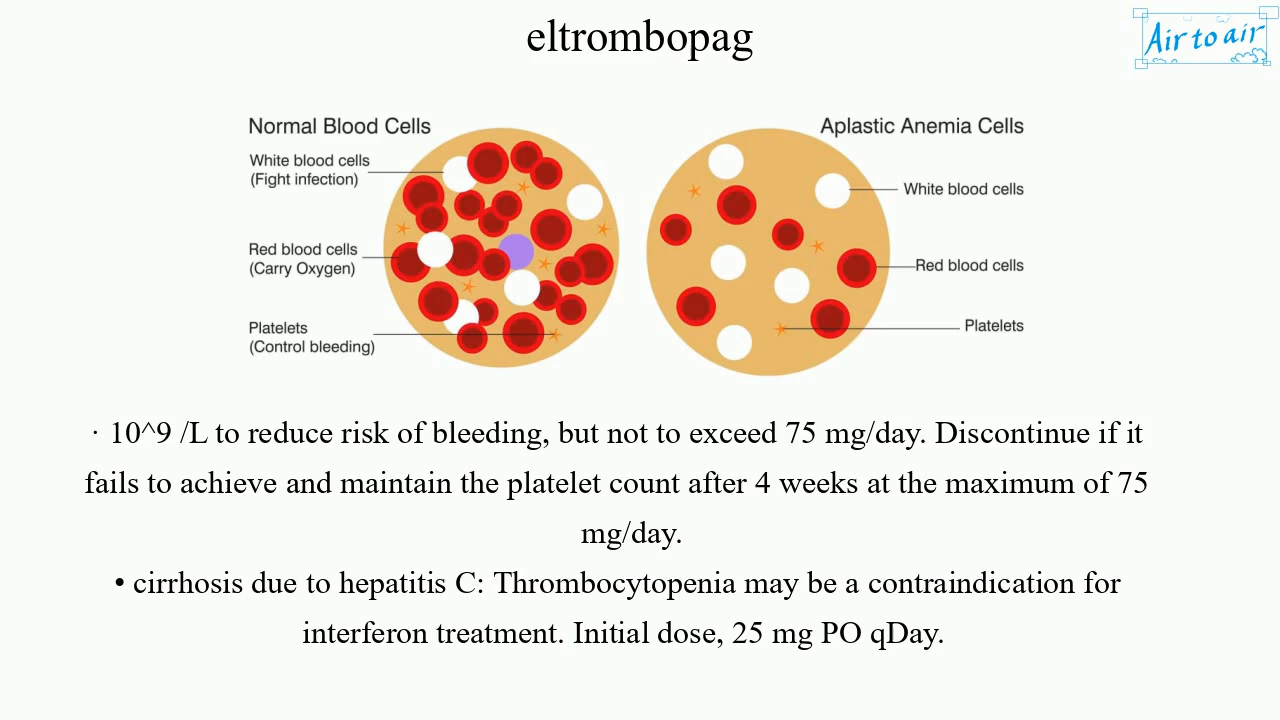 eltrombopag
Air to air
Normal Blood Cells
White blood cells
(Fight infection)
Red blood cells
(Carry Oxygen)
Platelets
(Control bleeding)
Aplastic Anemia Cells
White blood cells
Red blood cells
Platelets
· 10^9 /L to reduce risk of bleeding, but not to exceed 75 mg/day. Discontinue if it
fails to achieve and maintain the platelet count after 4 weeks at the maximum of 75
mg/day.
• cirrhosis due to hepatitis C: Thrombocytopenia may be a contraindication for
interferon treatment. Initial dose, 25 mg PO qDay.